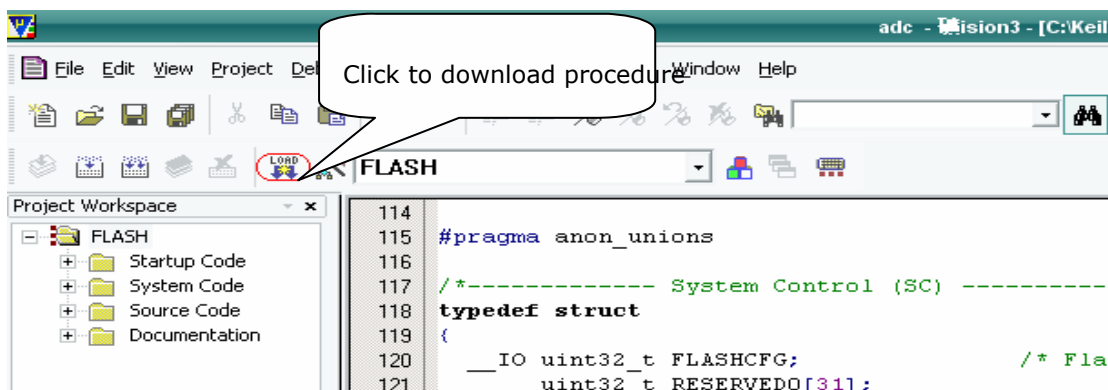 adc - µision3 - [C:\Keil
File Edit View Project De Window Help
Click to download procedure
LOAD
FLASH
Project Workspace
FLASH
Startup Code
System Code
Source Code
Documentation
114
115 #pragma anon_unions
116
117 /*------------- System Control (SC) ----------
118 typedef struct
119 {
120 __IO uint32_t FLASHCFG; /* Fla
121 uint32_t RESERVED0[31];